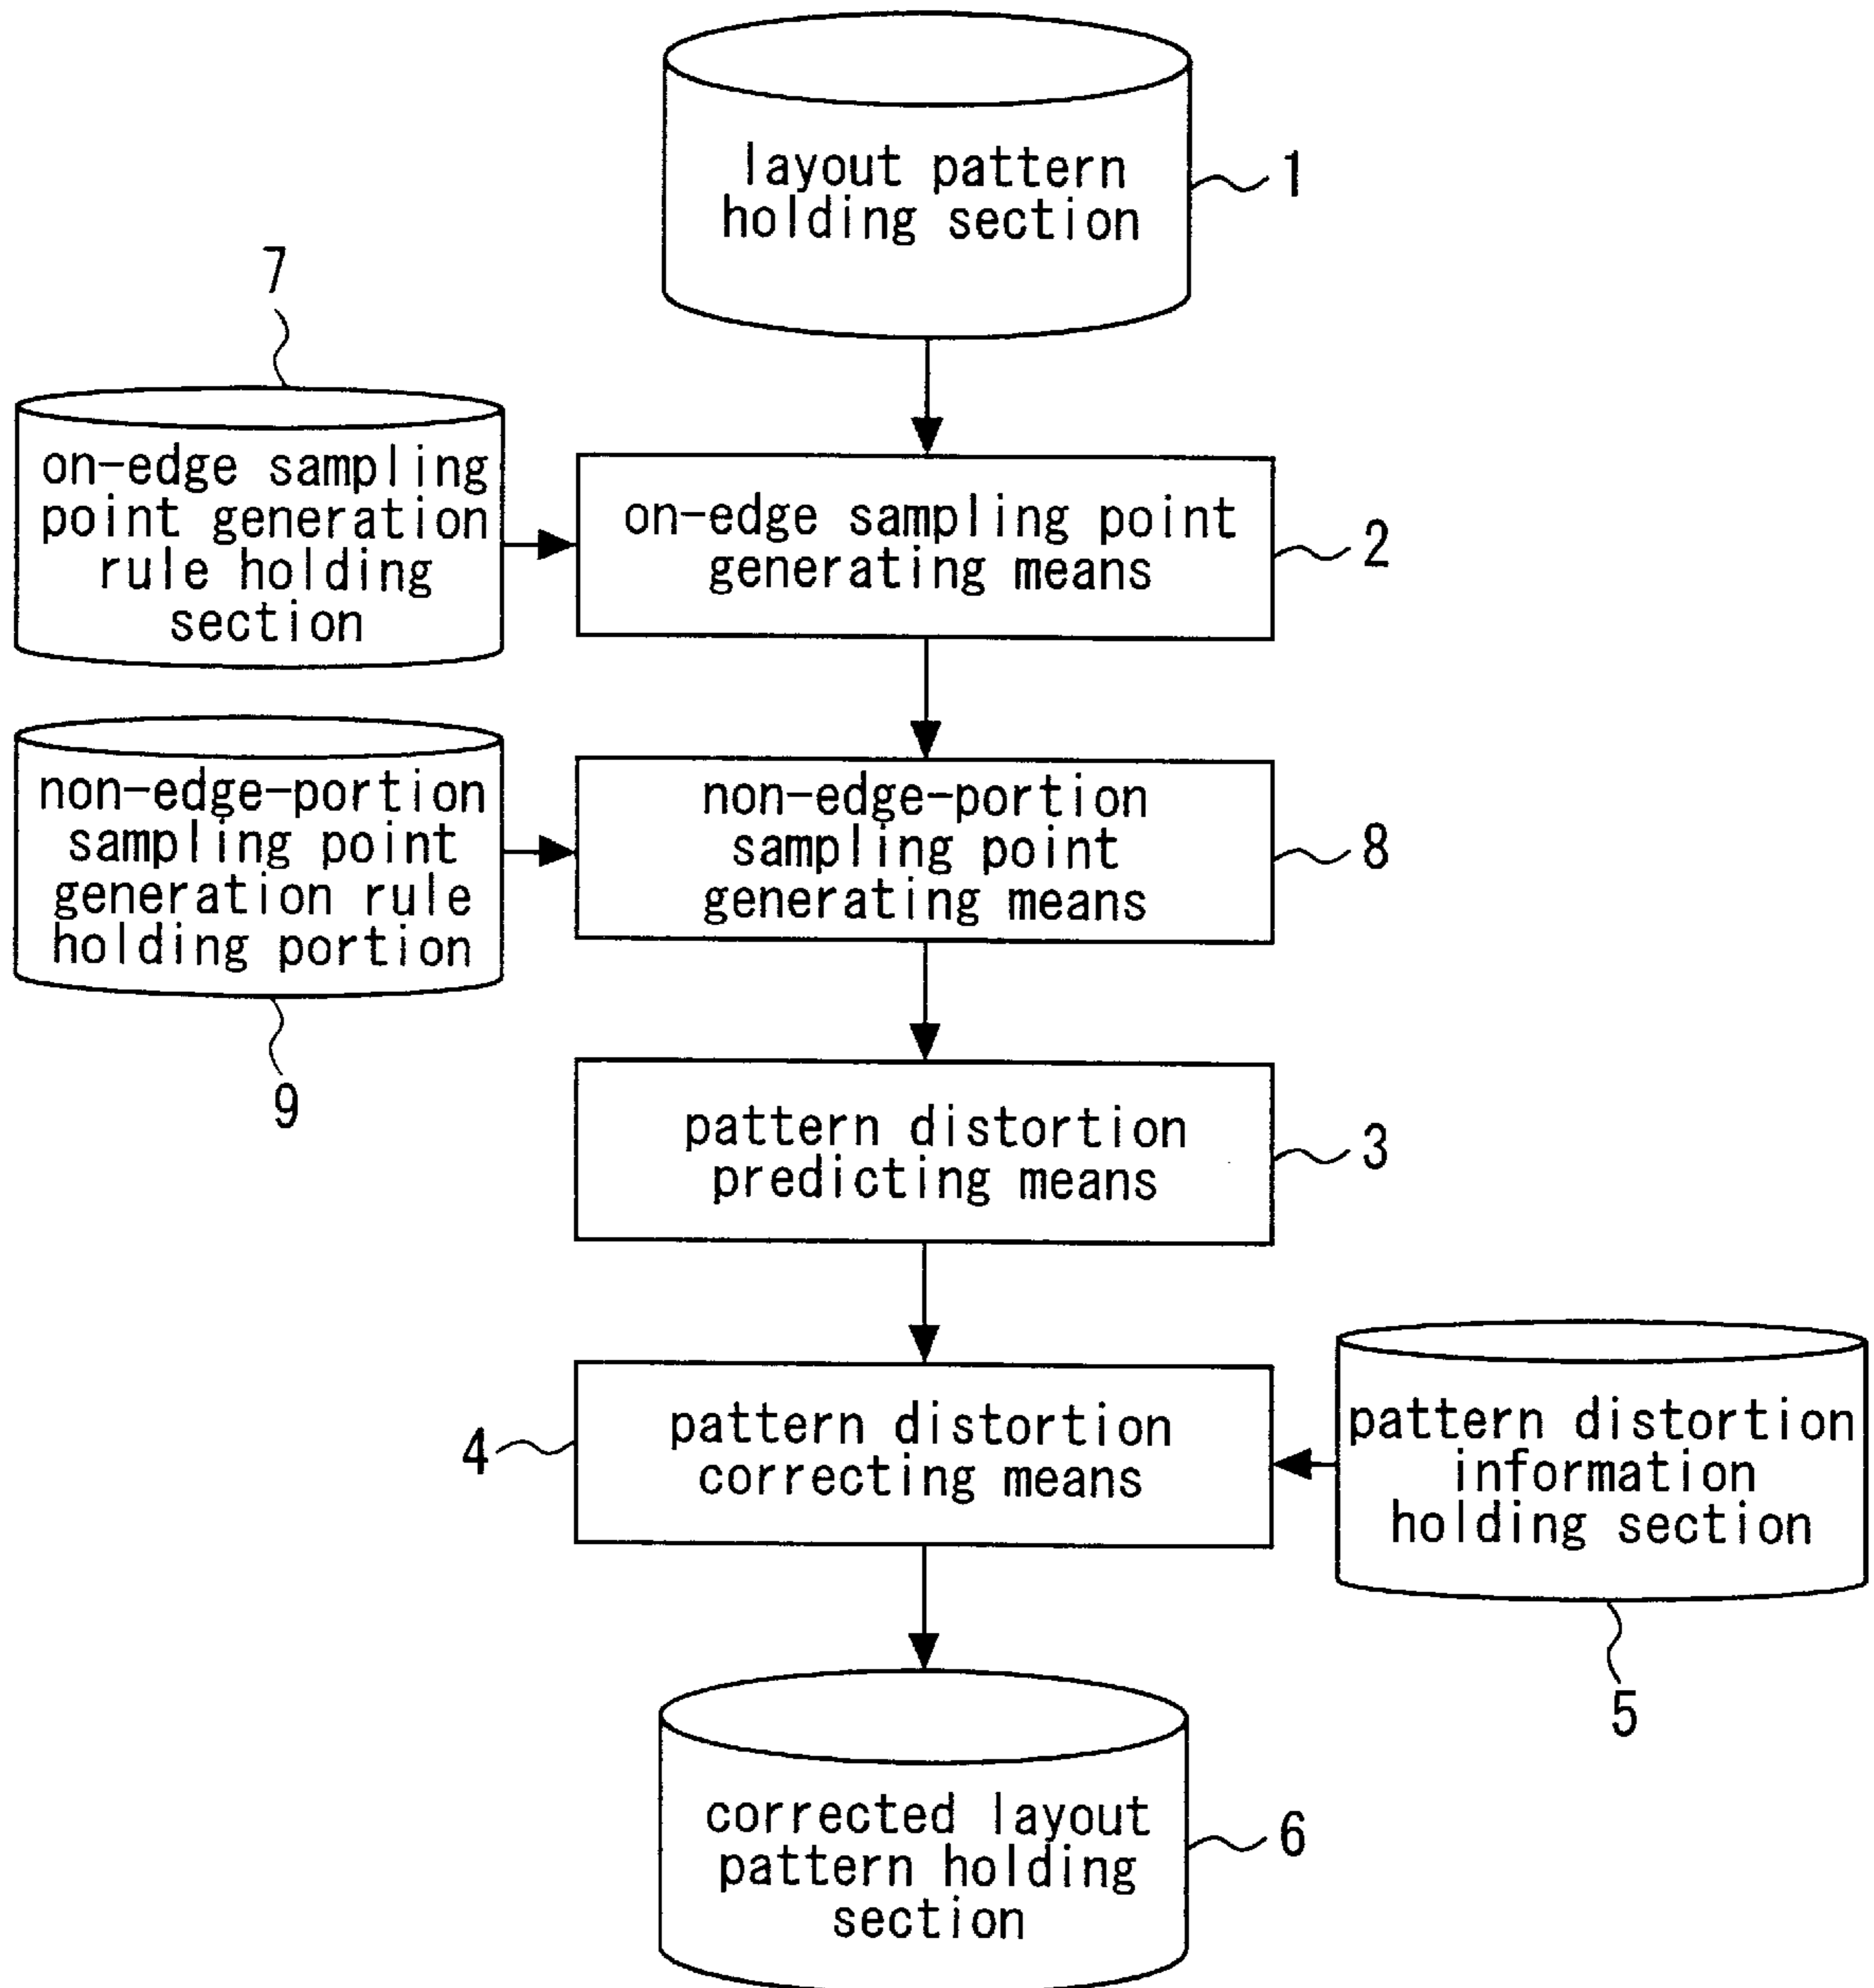 layout pattern
holding section
1
7
on-edge sampling
point generation
rule holding
section
on-edge sampling point
generating means
2
non-edge-portion
sampling point
generation rule
holding portion
9
non-edge-portion
sampling point
generating means
8
pattern distortion
predicting means
3
4
pattern distortion
correcting means
pattern distortion
information
holding section
5
corrected layout
pattern holding
section
6